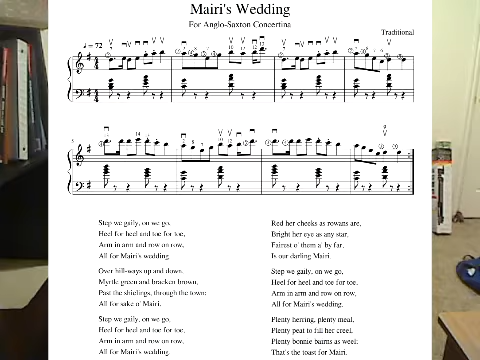 Mairi's Wedding
For Anglo-Saxton Concertina
Traditional
♩ = 72
Step we gaily, on we go,
Heel for heel and toe for toe,
Arm in arm and row on row,
All for Mairi's wedding
Over hill-ways up and down,
Myrtle green and bracken brown,
Past the shielings, through the town:
All for sake o' Mairi.
Step we gaily, on we go,
Heel for heel and toe for toe,
Arm in arm and row on row,
All for Mairi's wedding.
Red her cheeks as rowans are,
Bright her eye as any star,
Fairest o' them a' by far,
Is our darling Mairi.
Step we gaily, on we go,
Heel for heel and toe for toe,
Arm in arm and row on row,
All for Mairi's wedding.
Plenty herring, plenty meal,
Plenty peat to fill her creel,
Plenty bonnie bairns as weel:
That's the toast for Mairi.